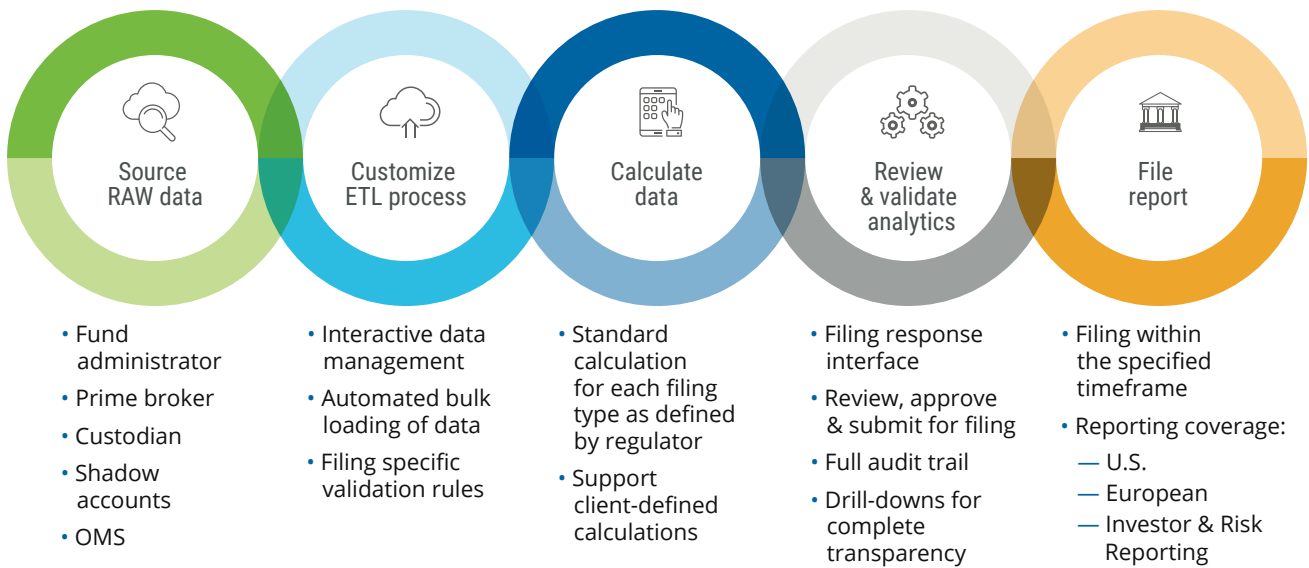 Source
RAW data
Customize
ETL process
Calculate
data
Review
& validate
analytics
File
report
• Fund
administrator
• Prime broker
• Custodian
• Shadow
accounts
• OMS
• Interactive data
management
• Automated bulk
loading of data
• Filing specific
validation rules
• Standard
calculation
for each filing
type as defined
by regulator
• Support
client-defined
calculations
• Filing response
interface
• Review, approve
& submit for filing
• Full audit trail
• Drill-downs for
complete
transparency
• Filing within
the specified
timeframe
• Reporting coverage:
— U.S.
— European
— Investor & Risk
Reporting